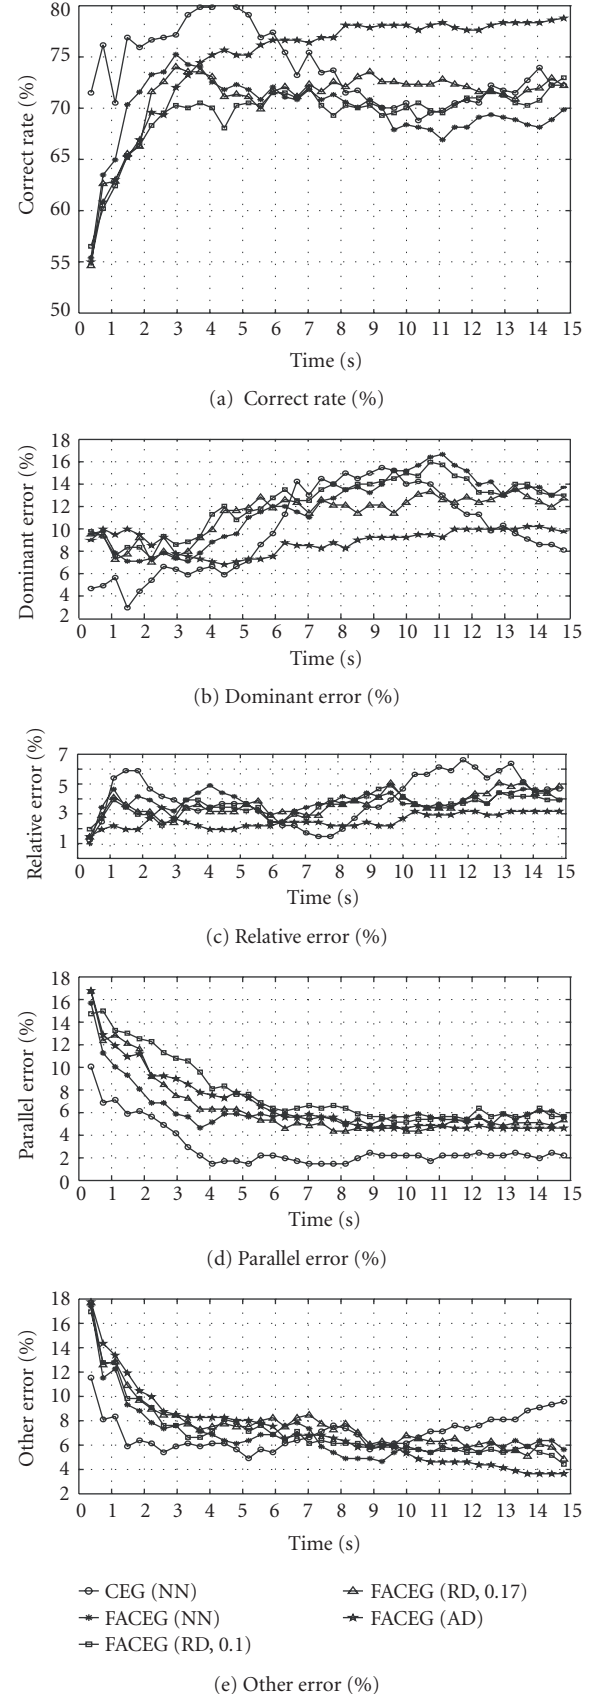 80
75
70
65
60
55
50
Correct rate (%)
0 1 2 3 4 5 6 7 8 9 10 11 12 13 14 15
Time (s)
(a) Correct rate (%)
18
16
14
12
10
8
6
4
2
Dominant error (%)
0 1 2 3 4 5 6 7 8 9 10 11 12 13 14 15
Time (s)
(b) Dominant error (%)
7
5
3
1
Relative error (%)
0 1 2 3 4 5 6 7 8 9 10 11 12 13 14 15
Time (s)
(c) Relative error (%)
18
16
14
12
10
8
6
4
2
0
Parallel error (%)
1 2 3 4 5 6 7 8 9 10 11 12 13 14 15
Time (s)
(d) Parallel error (%)
18
16
14
12
10
8
6
4
2
Other error (%)
0 1 2 3 4 5 6 7 8 9 10 11 12 13 14 15
Time (s)
CEG (NN)
FACEG (NN)
FACEG (RD, 0.1)
FACEG (RD, 0.17)
FACEG (AD)
(e) Other error (%)